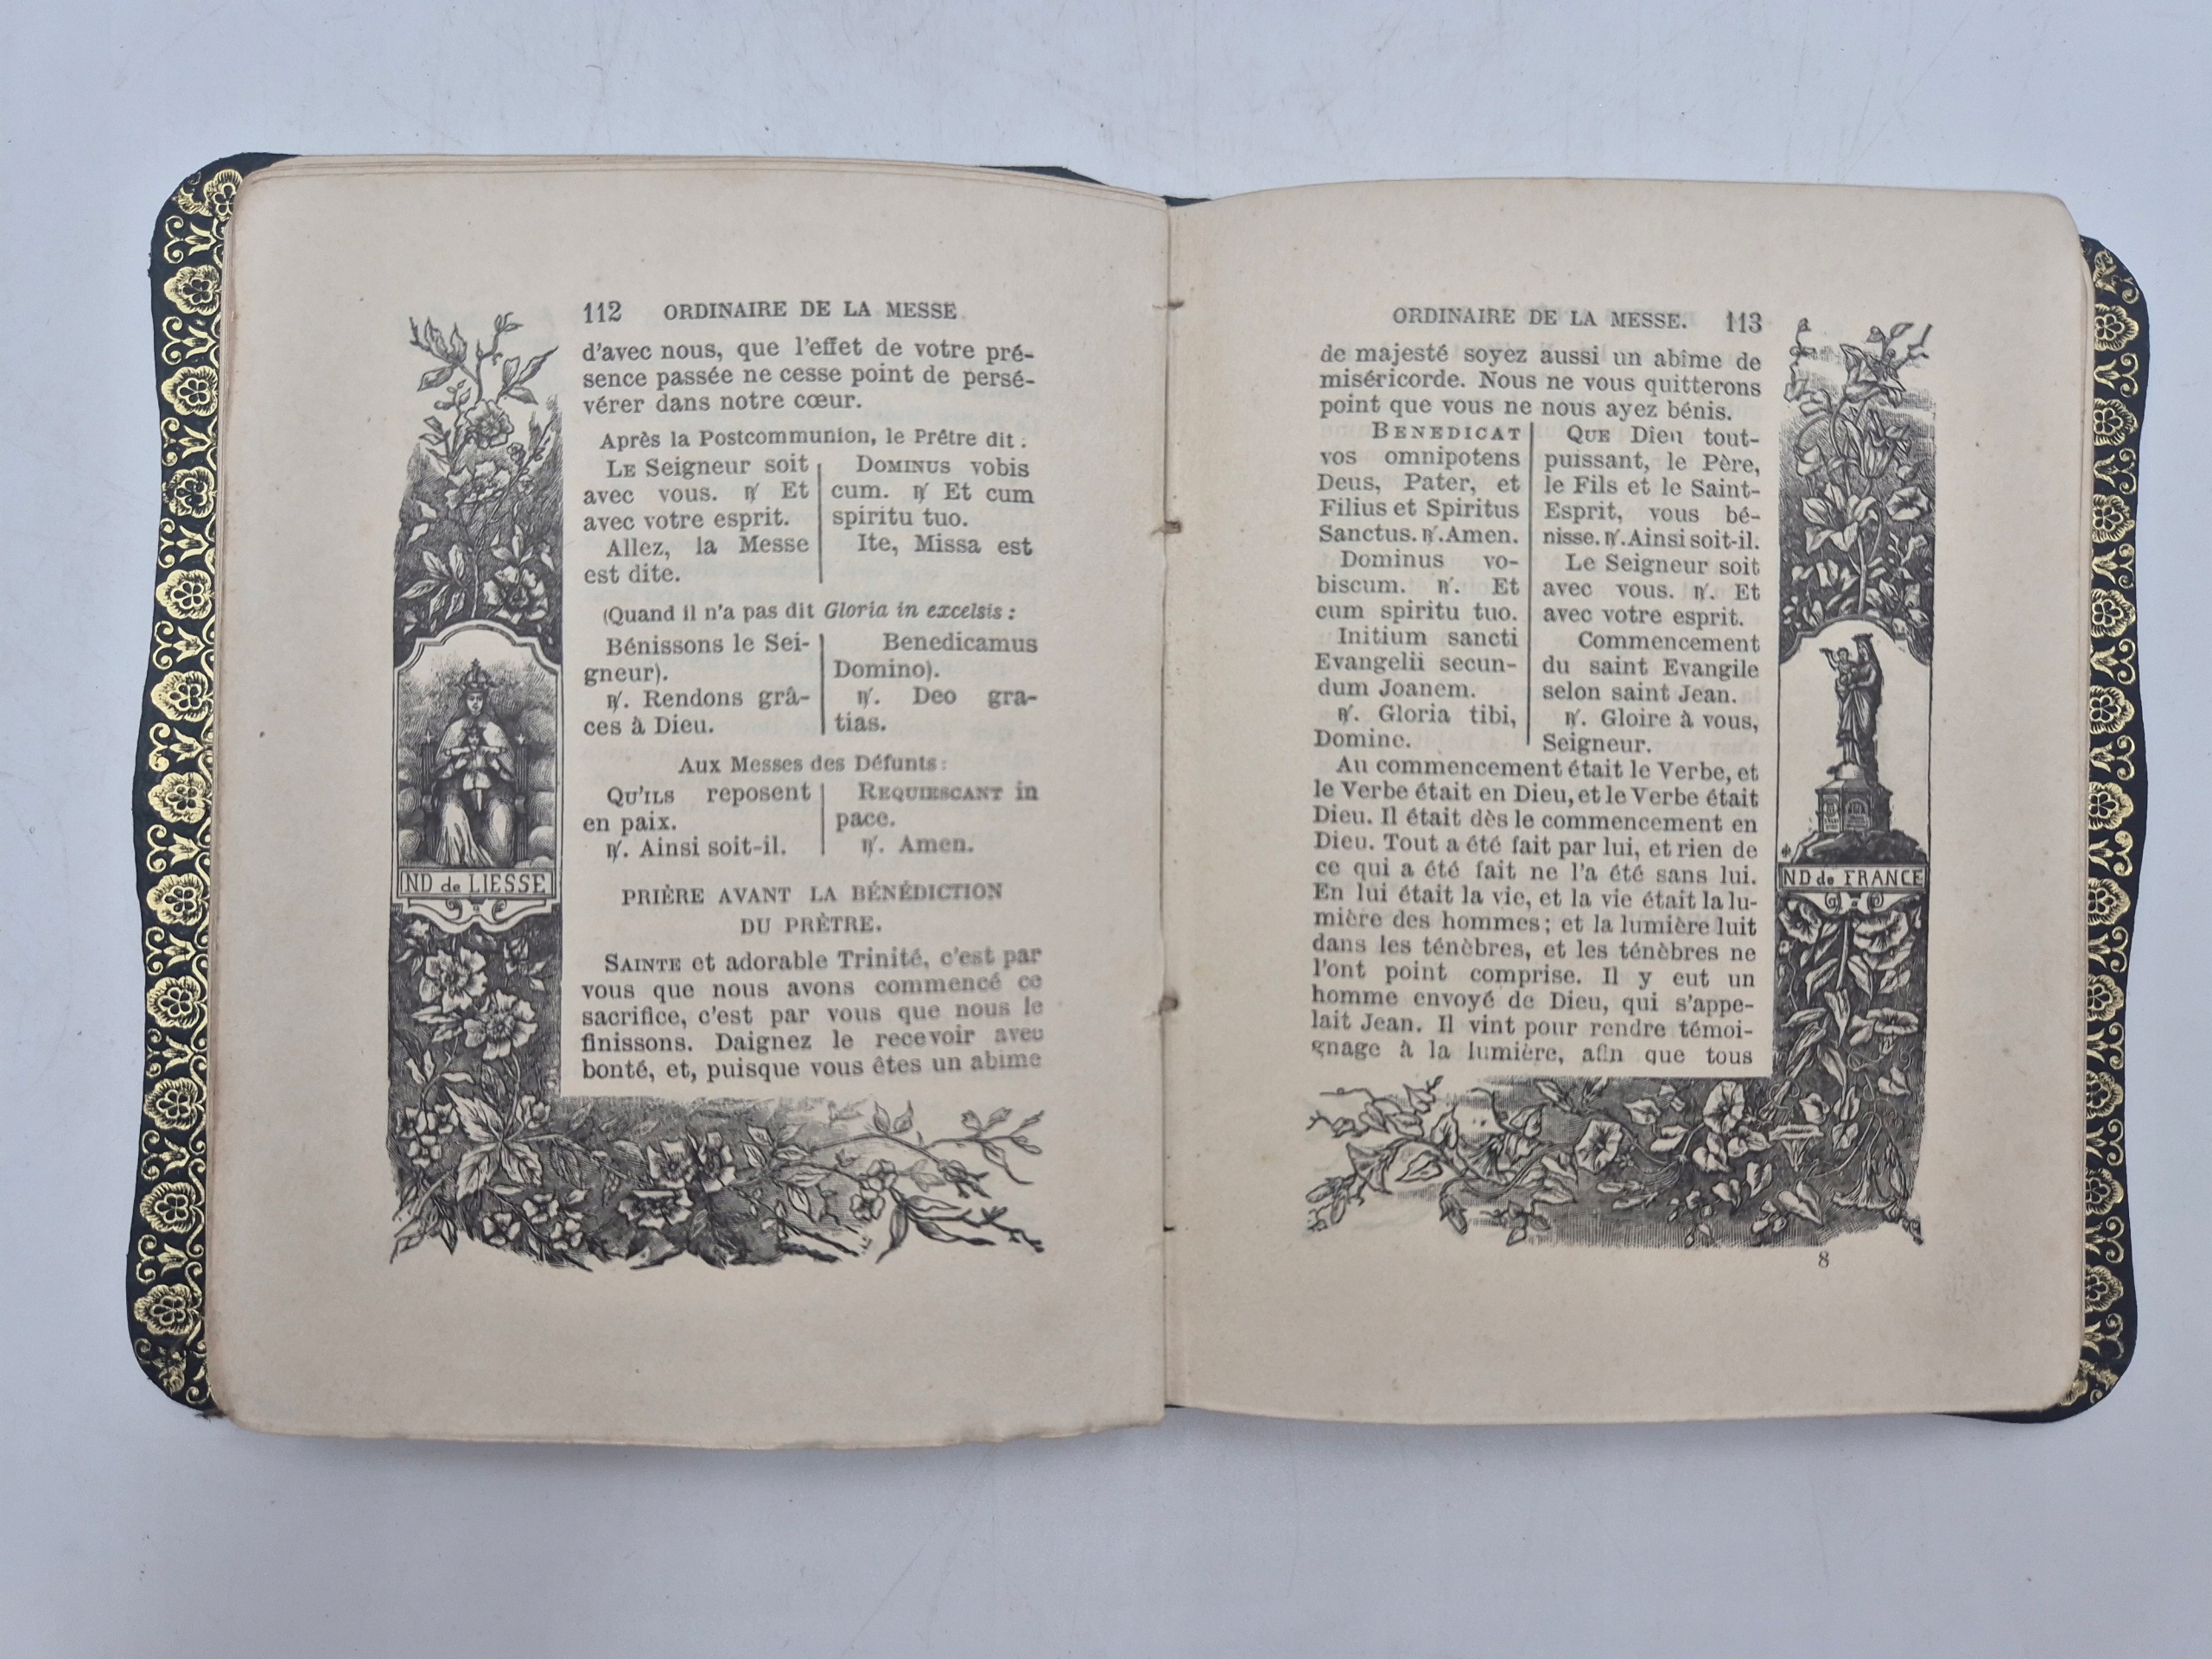 112 ORDINAIRE DE LA MESSE
d'avec nous, que l'effet de votre pré-
sence passée ne cesse point de persé-
vérer dans notre cœur.
Après la Postcommunion, le Prêtre dit :
LE Seigneur soit
avec vous. ℟ Et
avec votre esprit.
Allez, la Messe
est dite.
DOMINUS vobis
cum. ℟ Et cum
spiritu tuo.
Ite, Missa est
(Quand il n'a pas dit Gloria in excelsis :
Bénissons le Sei-
gneur).
℟. Rendons grâ-
ces à Dieu.
Benedicamus
Domino).
℟. Deo gra-
tias.
Aux Messes des Défunts :
QU'ILS reposent
en paix.
℟. Ainsi soit-il.
REQUIESCANT in
pace.
℟. Amen.
PRIÈRE AVANT LA BÉNÉDICTION
DU PRÊTRE.
SAINTE et adorable Trinité, c'est par
vous que nous avons commencé ce
sacrifice, c'est par vous que nous le
finissons. Daignez le recevoir avec
bonté, et, puisque vous êtes un abîme
ND de LIESSE
ORDINAIRE DE LA MESSE. 113
de majesté soyez aussi un abîme de
miséricorde. Nous ne vous quitterons
point que vous ne nous ayez bénis.
BENEDICAT
vos omnipotens
Deus, Pater, et
Filius et Spiritus
Sanctus. ℟. Amen.
Dominus vo-
biscum. ℟. Et
cum spiritu tuo.
Initium sancti
Evangelii secun-
dum Joanem.
℟. Gloria tibi,
Domine.
QUE Dieu tout-
puissant, le Père,
le Fils et le Saint-
Esprit, vous bé-
nisse. ℟. Ainsi soit-il.
Le Seigneur soit
avec vous. ℟. Et
avec votre esprit.
Commencement
du saint Evangile
selon saint Jean.
℟. Gloire à vous,
Seigneur.
Au commencement était le Verbe, et
le Verbe était en Dieu, et le Verbe était
Dieu. Il était dès le commencement en
Dieu. Tout a été fait par lui, et rien de
ce qui a été fait ne l'a été sans lui.
En lui était la vie, et la vie était la lu-
mière des hommes ; et la lumière luit
dans les ténèbres, et les ténèbres ne
l'ont point comprise. Il y eut un
homme envoyé de Dieu, qui s'appe-
lait Jean. Il vint pour rendre témoi-
gnage à la lumière, afin que tous
ND de FRANCE
8